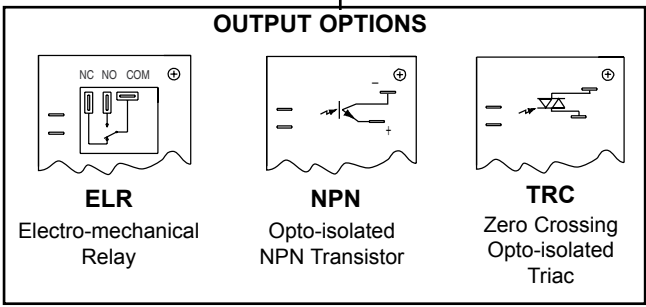 OUTPUT OPTIONS
NC NO COM
ELR
Electro-mechanical
Relay
−
+
NPN
Opto-isolated
NPN Transistor
TRC
Zero Crossing
Opto-isolated
Triac